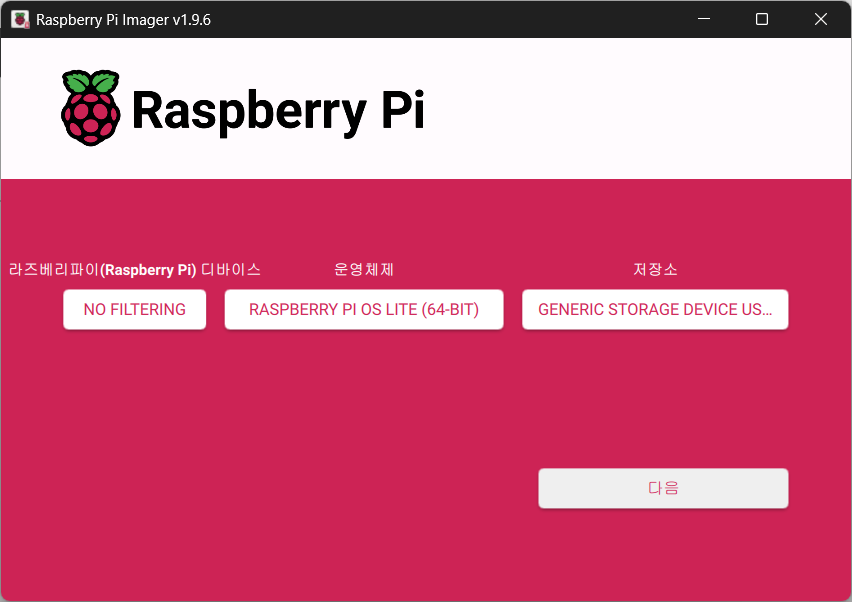 Raspberry Pi Imager v1.9.6
Raspberry Pi
라즈베리파이(Raspberry Pi) 디바이스 운영체제 저장소
NO FILTERING RASPBERRY PI OS LITE (64-BIT) GENERIC STORAGE DEVICE US...
다음